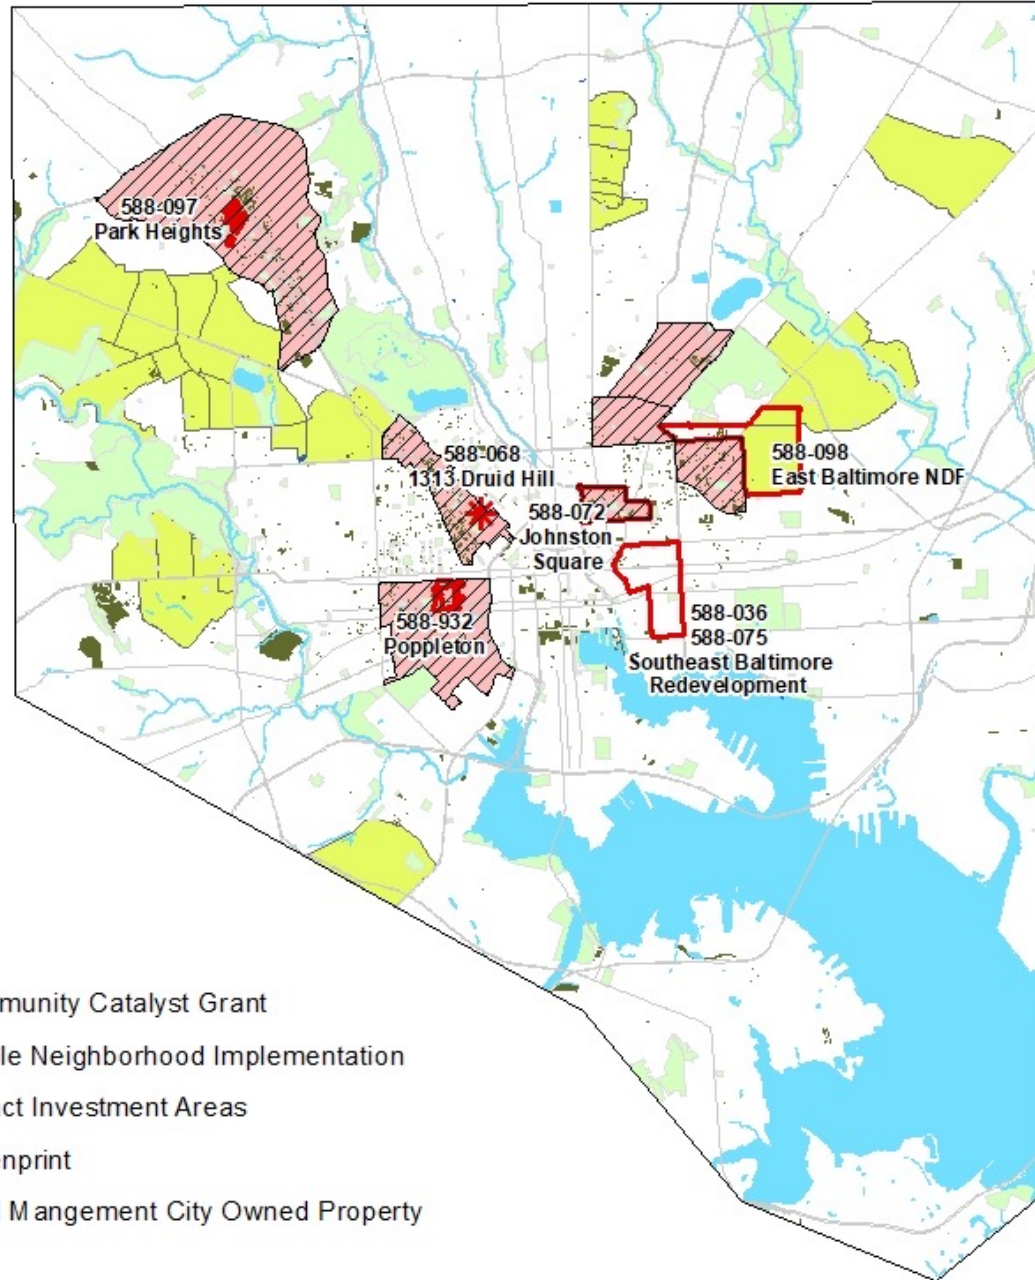 588-097
Park Heights
588-068
1313 Druid Hill
588-098
East Baltimore NDF
588-072
Johnston
Square
588-932
Poppleton
588-036
588-075
Southeast Baltimore
Redevelopment
munity Catalyst Grant
le Neighborhood Implementation
ct Investment Areas
nprint
Mangement City Owned Property